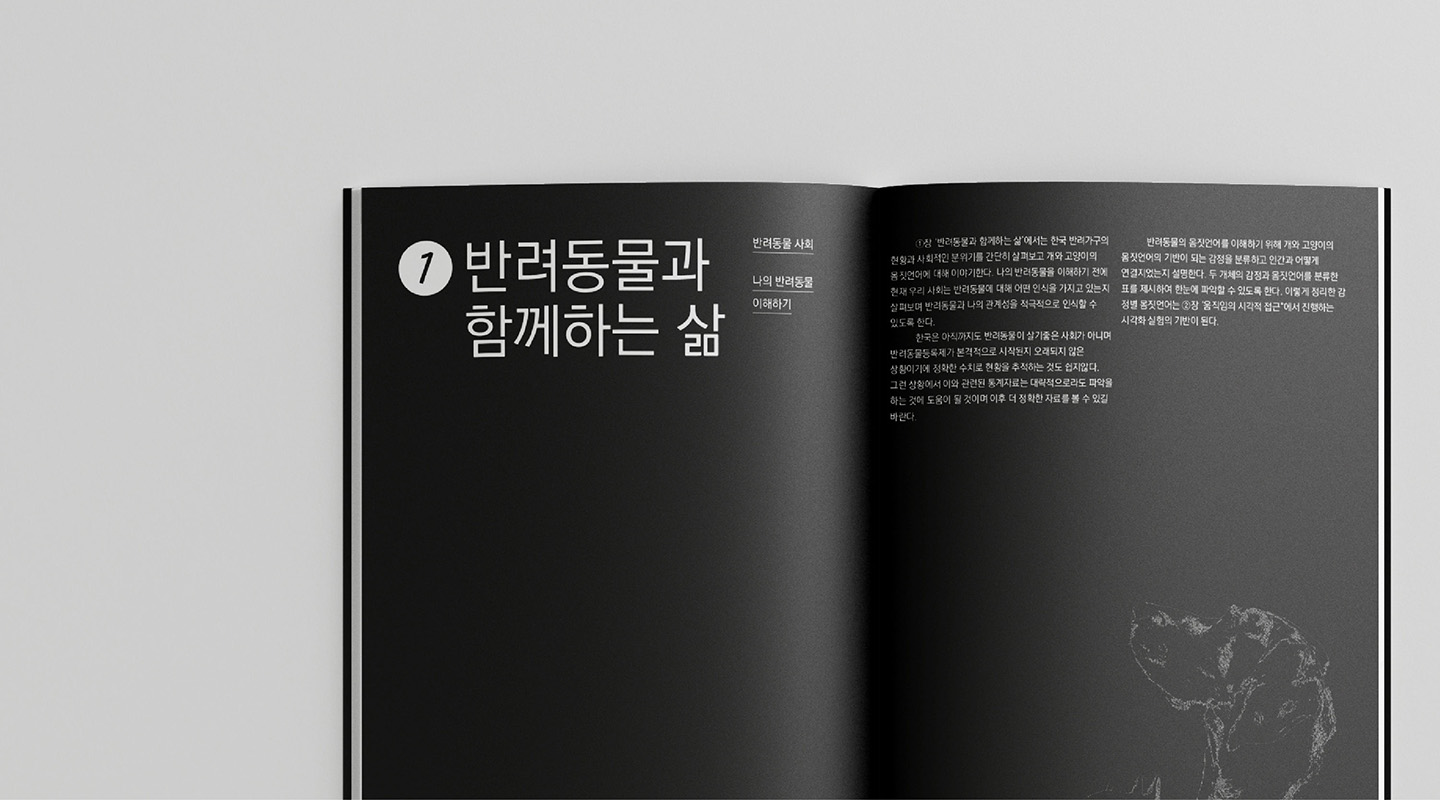 1
반려동물과
함께하는 삶
반려동물 사회
나의 반려동물
이해하기
①장 '반려동물과 함께하는 삶'에서는 한국 반려가구의
현황과 사회적인 분위기를 간단히 살펴보고 개와 고양이의
몸짓언어에 대해 이야기한다. 나의 반려동물을 이해하기 전에
현재 우리 사회는 반려동물에 대해 어떤 인식을 가지고 있는지
살펴보며 반려동물과 나의 관계성을 적극적으로 인식할 수
있도록 한다.
한국은 아직까지도 반려동물이 살기좋은 사회가 아니며
반려동물등록제가 본격적으로 시작된지 오래되지 않은
상황이기에 정확한 수치로 현황을 추적하는 것도 쉽지않다.
그런 상황에서 이와 관련된 통계자료는 대략적으로라도 파악을
하는 것에 도움이 될 것이며 이후 더 정확한 자료를 볼 수 있길
바란다.
반려동물의 몸짓언어를 이해하기 위해 개와 고양이의
몸짓언어의 기반이 되는 감정을 분류하고 인간과 어떻게
연결지었는지 설명한다. 두 개체의 감정과 몸짓언어를 분류한
표를 제시하여 한눈에 파악할 수 있도록 한다. 이렇게 정리한 감
정별 몸짓언어는 ②장 '움직임의 시각적 접근'에서 진행하는
시각화 실험의 기반이 된다.